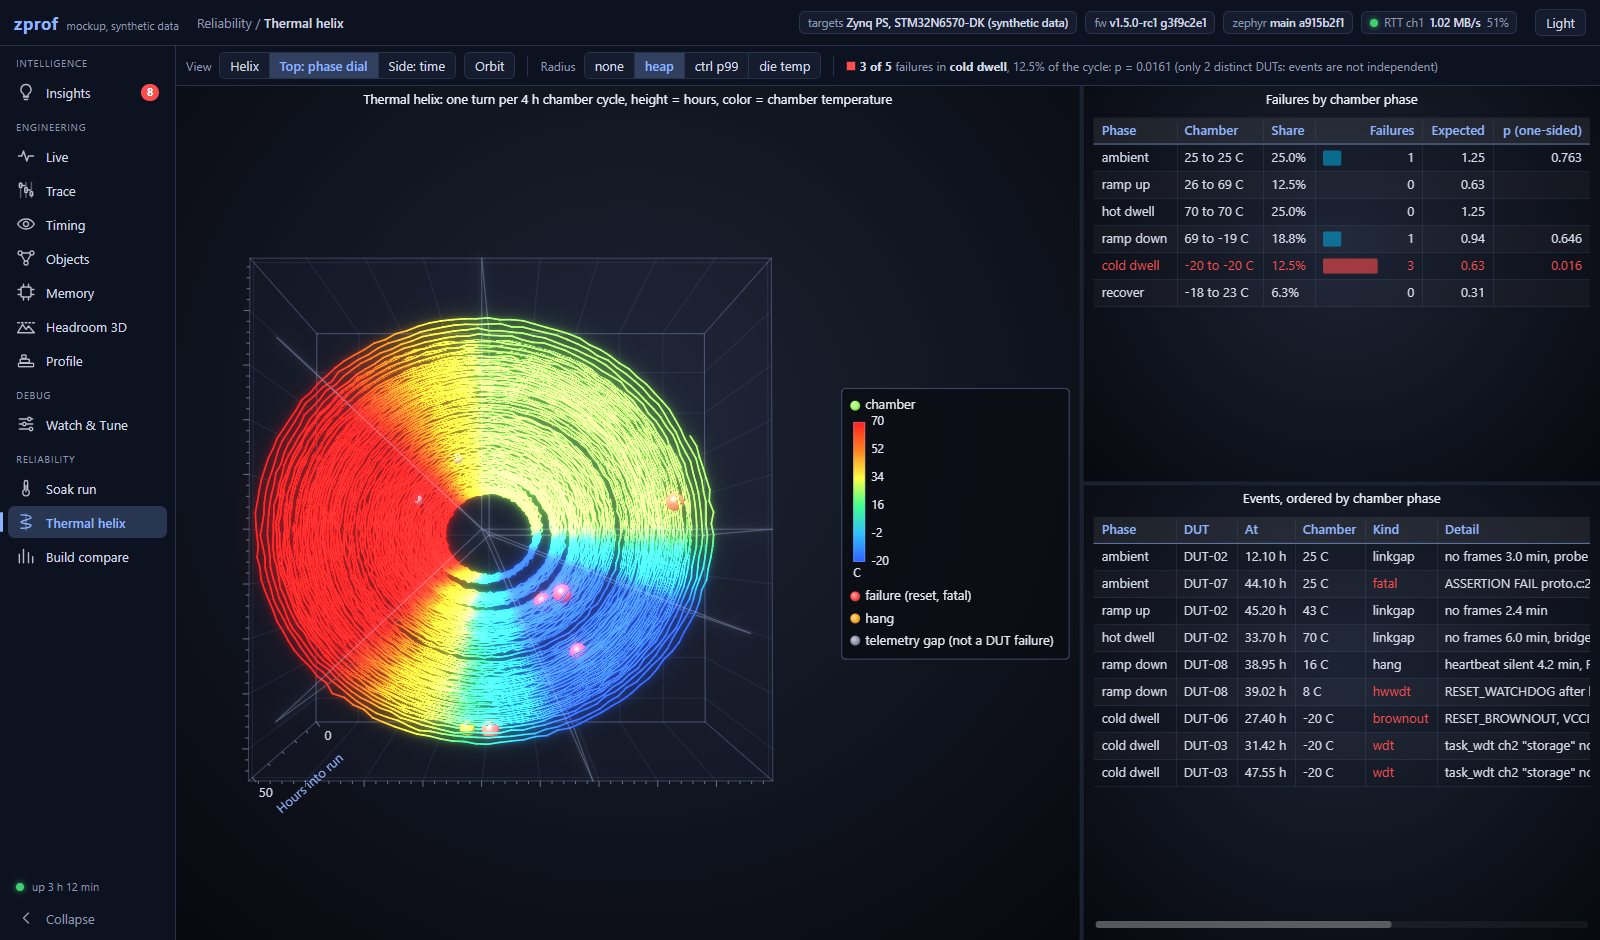 zprof mockup, synthetic data
Reliability / Thermal helix
targets Zynq PS, STM32N6570-DK (synthetic data)
fw v1.5.0-rc1 g3f9c2e1
zephyr main a915b2f1
RTT ch1 1.02 MB/s 51%
Light
INTELLIGENCE
Insights 8
ENGINEERING
Live
Trace
Timing
Objects
Memory
Headroom 3D
Profile
DEBUG
Watch & Tune
RELIABILITY
Soak run
Thermal helix
Build compare
up 3 h 12 min
Collapse
View Helix Top: phase dial Side: time Orbit Radius none heap ctrl p99 die temp
3 of 5 failures in cold dwell, 12.5% of the cycle: p = 0.0161 (only 2 distinct DUTs: events are not independent)
Thermal helix: one turn per 4 h chamber cycle, height = hours, color = chamber temperature
0
50
Hours into run
chamber
70
52
34
16
-2
-20
C
failure (reset, fatal)
hang
telemetry gap (not a DUT failure)
Failures by chamber phase
Phase Chamber Share Failures Expected p (one-sided)
ambient 25 to 25 C 25.0% 1 1.25 0.763
ramp up 26 to 69 C 12.5% 0 0.63
hot dwell 70 to 70 C 25.0% 0 1.25
ramp down 69 to -19 C 18.8% 1 0.94 0.646
cold dwell -20 to -20 C 12.5% 3 0.63 0.016
recover -18 to 23 C 6.3% 0 0.31
Events, ordered by chamber phase
Phase DUT At Chamber Kind Detail
ambient DUT-02 12.10 h 25 C linkgap no frames 3.0 min, probe
ambient DUT-07 44.10 h 25 C fatal ASSERTION FAIL proto.c:2
ramp up DUT-02 45.20 h 43 C linkgap no frames 2.4 min
hot dwell DUT-02 33.70 h 70 C linkgap no frames 6.0 min, bridge
ramp down DUT-08 38.95 h 16 C hang heartbeat silent 4.2 min,
ramp down DUT-08 39.02 h 8 C hwwdt RESET_WATCHDOG after
cold dwell DUT-06 27.40 h -20 C brownout RESET_BROWNOUT, VCCI
cold dwell DUT-03 31.42 h -20 C wdt task_wdt ch2 "storage" no
cold dwell DUT-03 47.55 h -20 C wdt task_wdt ch2 "storage" no